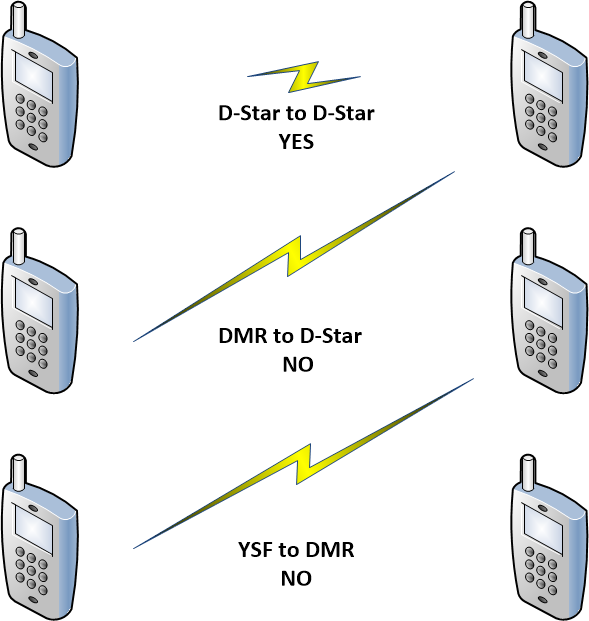 D-Star to D-Star
YES
DMR to D-Star
NO
YSF to DMR
NO